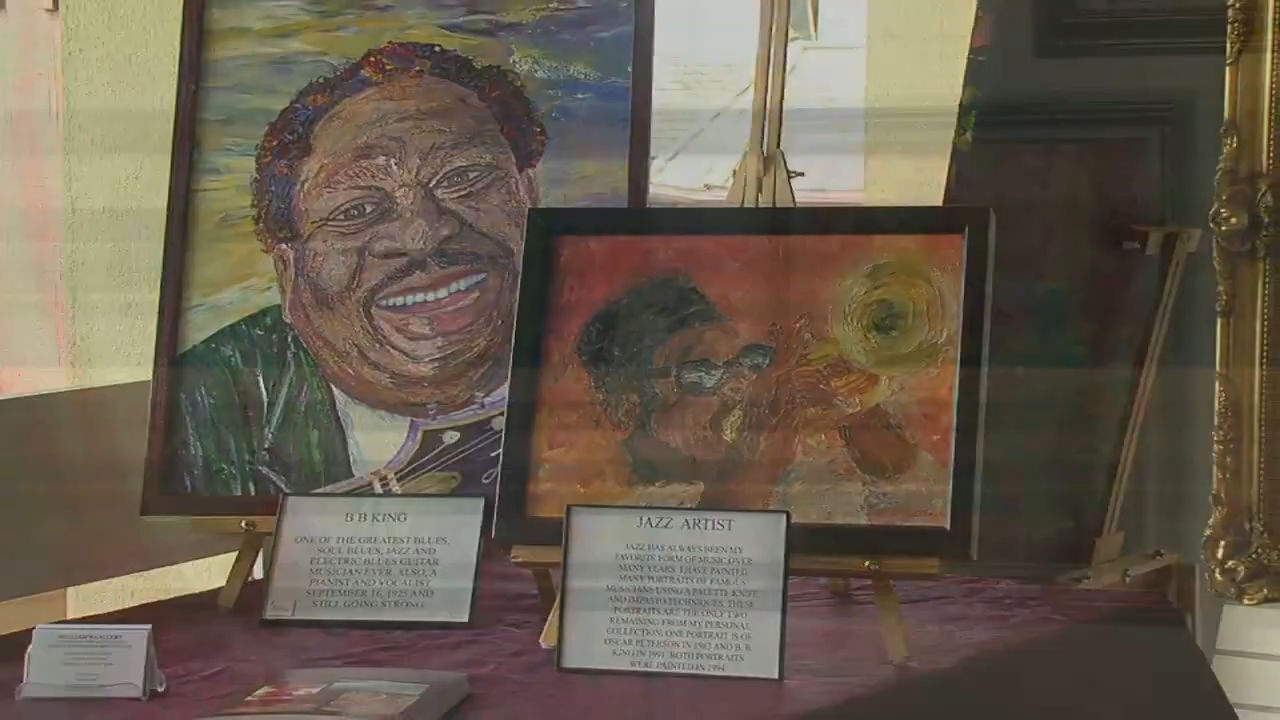 B B KING
ONE OF THE GREATEST BLUES,
SOUL BLUES, JAZZ AND
ELECTRIC BLUES GUITAR
MUSICIAN EVER. ALSO, A
PIANIST AND VOCALIST.
SEPTEMBER 16, 1925 AND
STILL GOING STRONG.
JAZZ ARTIST
JAZZ HAS ALWAYS BEEN MY
FAVORITE FORM OF MUSIC OVER
MANY YEARS. I HAVE PAINTED
MANY PORTRAITS OF FAMOUS
MUSICIANS USING A PALETTE KNIFE
AND IMPASTO TECHNIQUES. THESE
PORTRAITS ARE THE ONLY TWO
REMAINING FROM MY PERSONAL
COLLECTION. ONE PORTRAIT IS OF
OSCAR PETERSON IN 1983 AND B. B.
KING IN 1991. BOTH PORTRAITS
WERE PAINTED IN 1994.